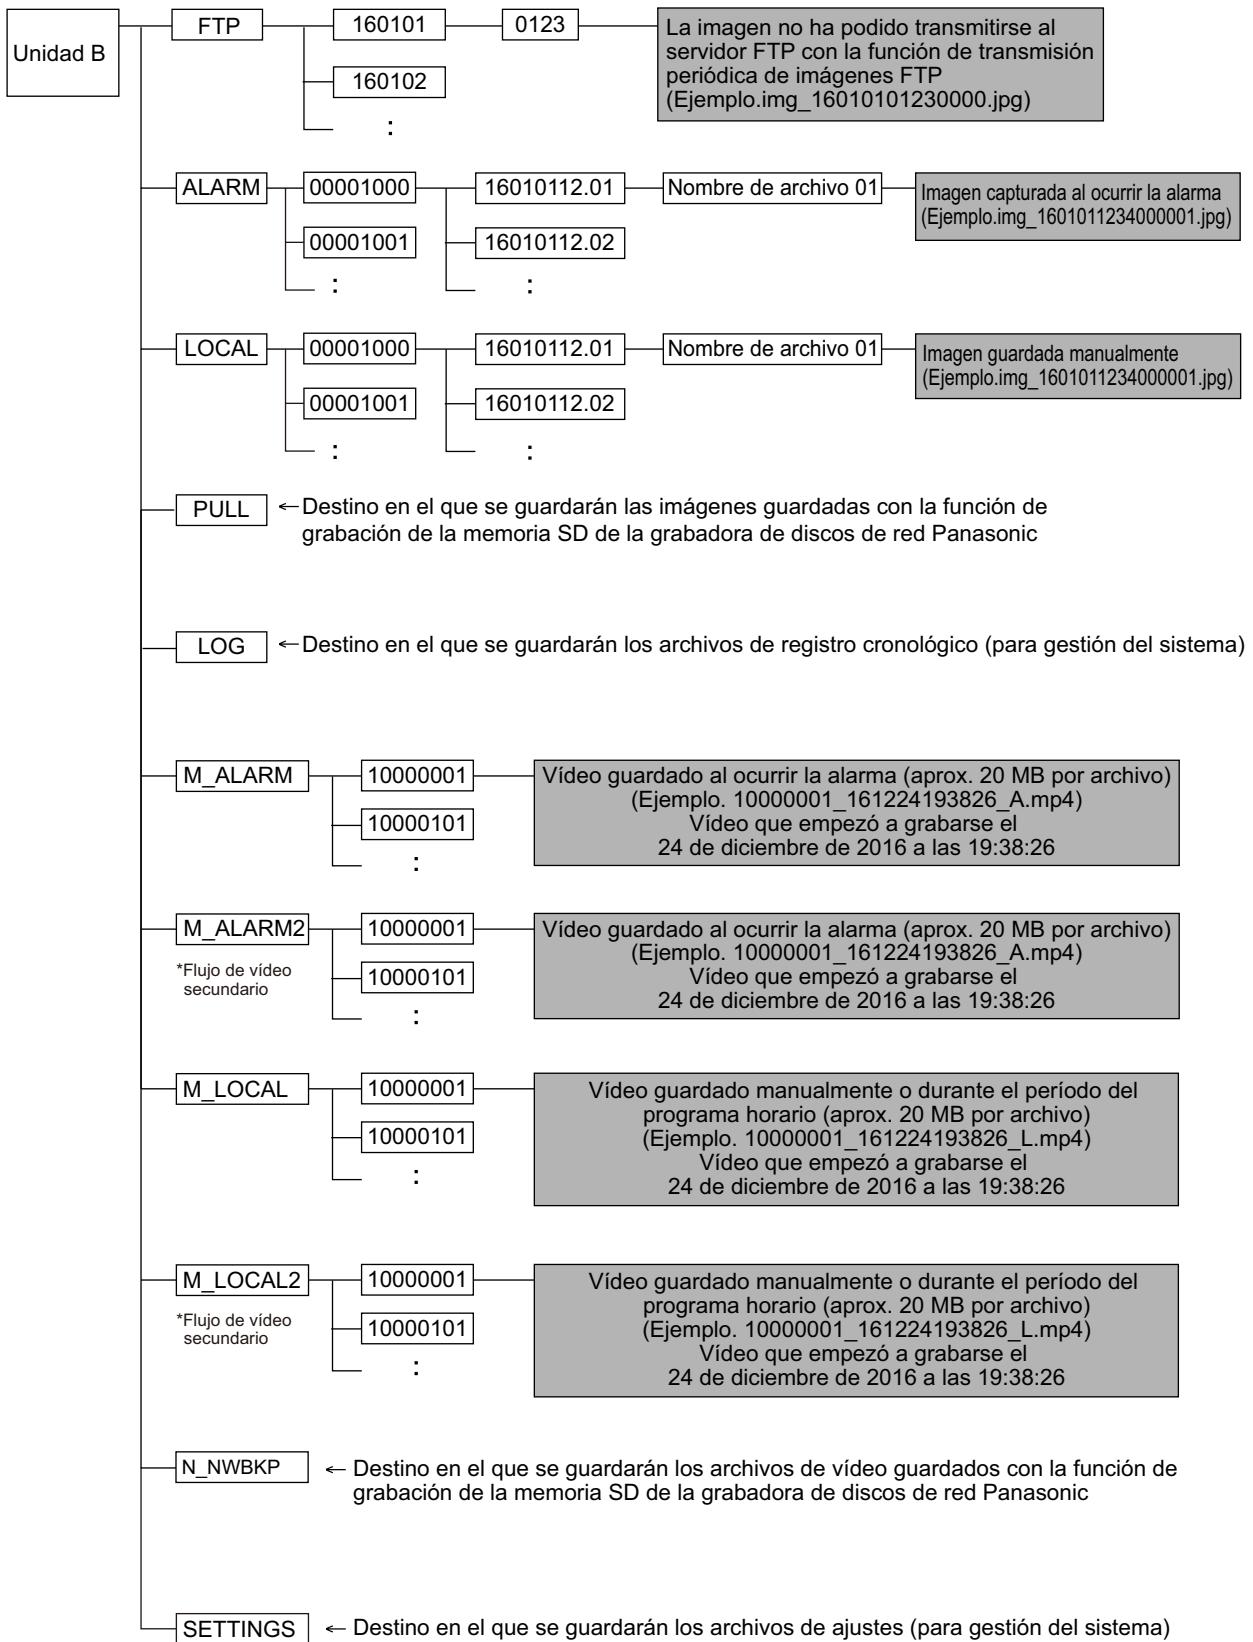 Unidad B
FTP
160101
0123
La imagen no ha podido transmitirse al
servidor FTP con la función de transmisión
periódica de imágenes FTP
(Ejemplo.img_16010101230000.jpg)
160102
:
ALARM
00001000
16010112.01
Nombre de archivo 01
Imagen capturada al ocurrir la alarma
(Ejemplo.img_1601011234000001.jpg)
00001001
16010112.02
:
:
LOCAL
00001000
16010112.01
Nombre de archivo 01
Imagen guardada manualmente
(Ejemplo.img_1601011234000001.jpg)
00001001
16010112.02
:
:
PULL
← Destino en el que se guardarán las imágenes guardadas con la función de
grabación de la memoria SD de la grabadora de discos de red Panasonic
LOG
← Destino en el que se guardarán los archivos de registro cronológico (para gestión del sistema)
M_ALARM
10000001
Vídeo guardado al ocurrir la alarma (aprox. 20 MB por archivo)
(Ejemplo. 10000001_161224193826_A.mp4)
Vídeo que empezó a grabarse el
24 de diciembre de 2016 a las 19:38:26
10000101
:
M_ALARM2
*Flujo de vídeo
secundario
10000001
Vídeo guardado al ocurrir la alarma (aprox. 20 MB por archivo)
(Ejemplo. 10000001_161224193826_A.mp4)
Vídeo que empezó a grabarse el
24 de diciembre de 2016 a las 19:38:26
10000101
:
M_LOCAL
10000001
Vídeo guardado manualmente o durante el período del
programa horario (aprox. 20 MB por archivo)
(Ejemplo. 10000001_161224193826_L.mp4)
Vídeo que empezó a grabarse el
24 de diciembre de 2016 a las 19:38:26
10000101
:
M_LOCAL2
*Flujo de vídeo
secundario
10000001
Vídeo guardado manualmente o durante el período del
programa horario (aprox. 20 MB por archivo)
(Ejemplo. 10000001_161224193826_L.mp4)
Vídeo que empezó a grabarse el
24 de diciembre de 2016 a las 19:38:26
10000101
:
N_NWBKP
← Destino en el que se guardarán los archivos de vídeo guardados con la función de
grabación de la memoria SD de la grabadora de discos de red Panasonic
SETTINGS
← Destino en el que se guardarán los archivos de ajustes (para gestión del sistema)